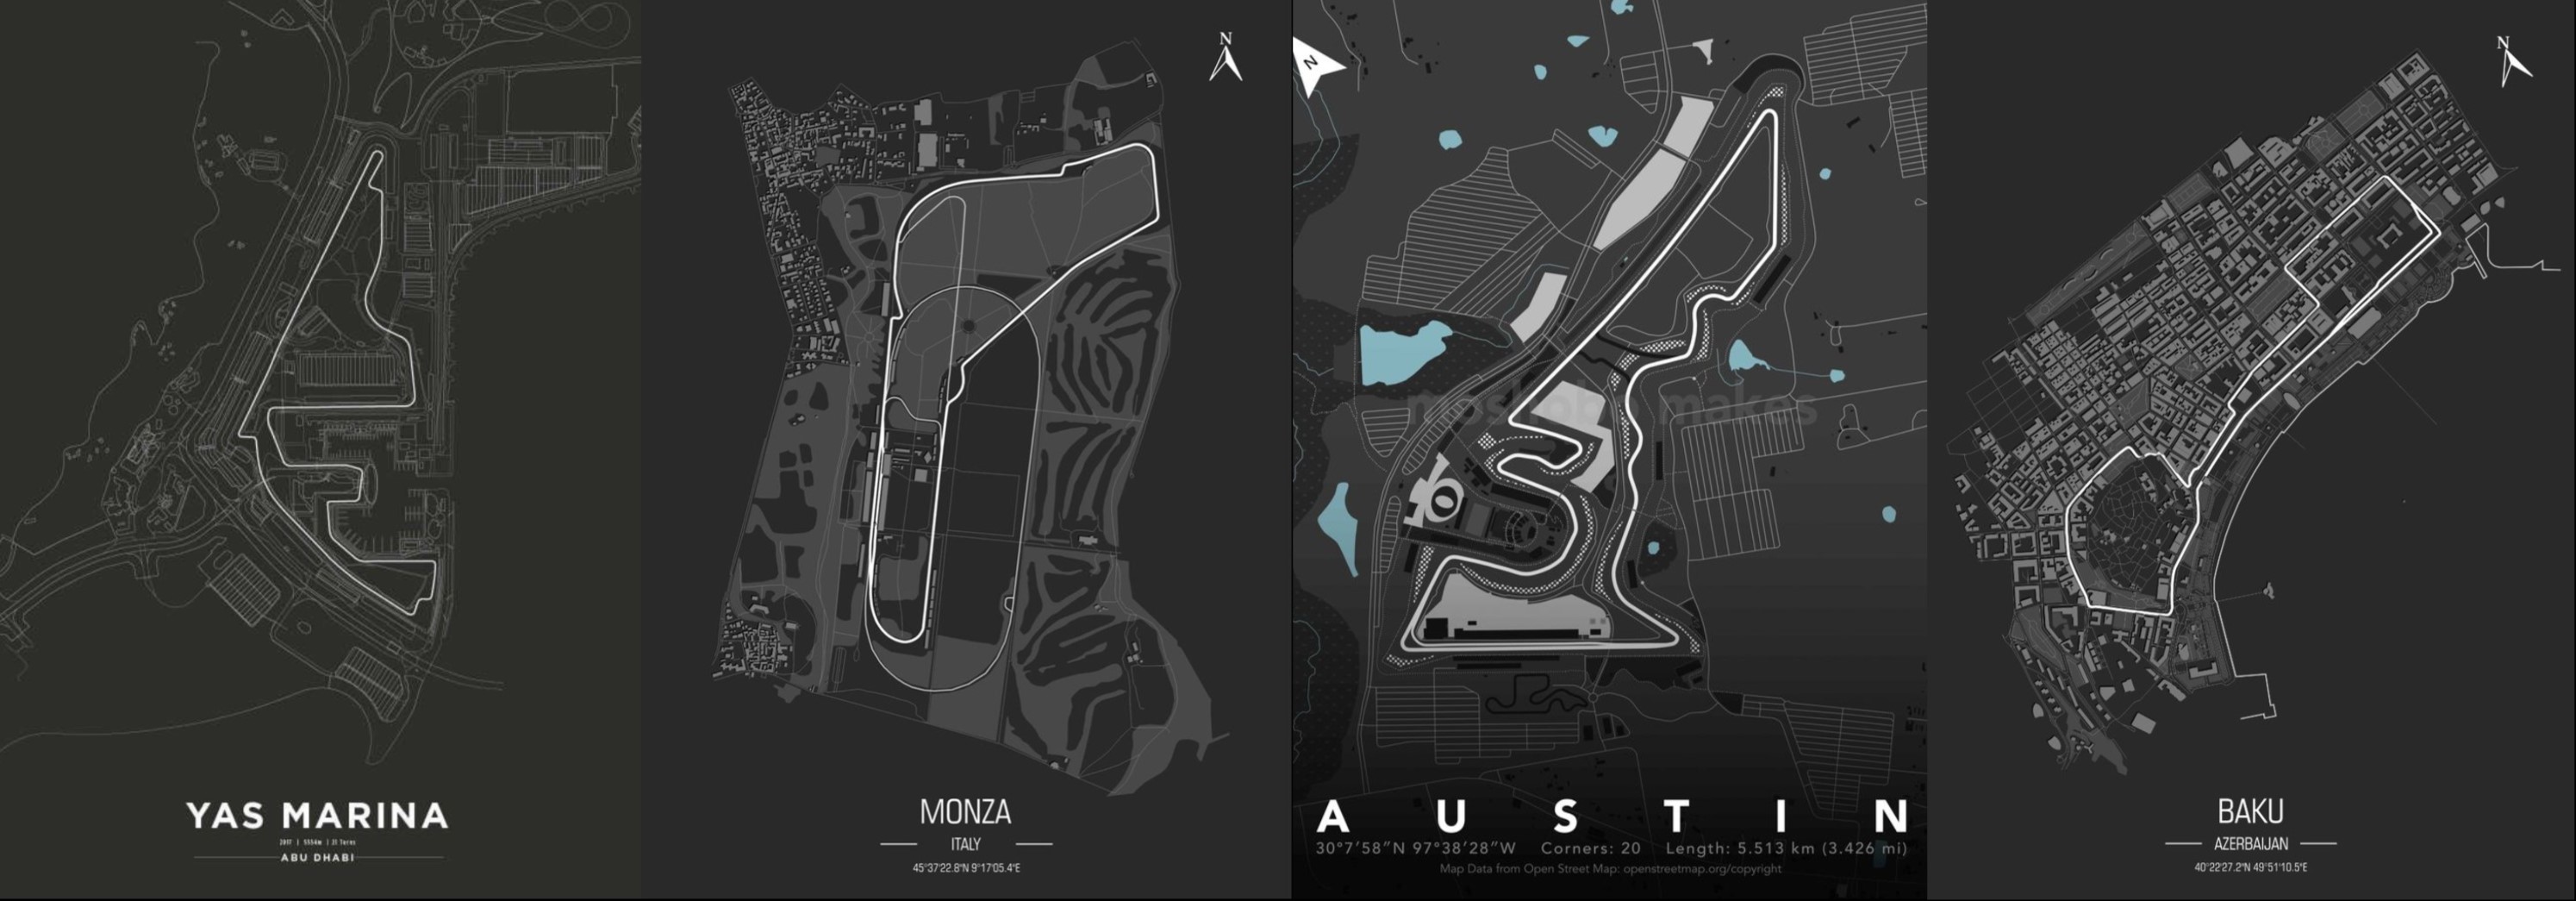 YAS MARINA
2017 | 5554m | 21 Turns
ABU DHABI
N
MONZA
ITALY
45°37'22.8"N 9°17'05.4"E
N
makes
AUSTIN
30°7'58"N 97°38'28"W Corners: 20 Length: 5.513 km (3.426 mi)
Map Data from Open Street Map: openstreetmap.org/copyright
N
BAKU
AZERBAIJAN
40°22'27.2"N 49°51'10.5"E